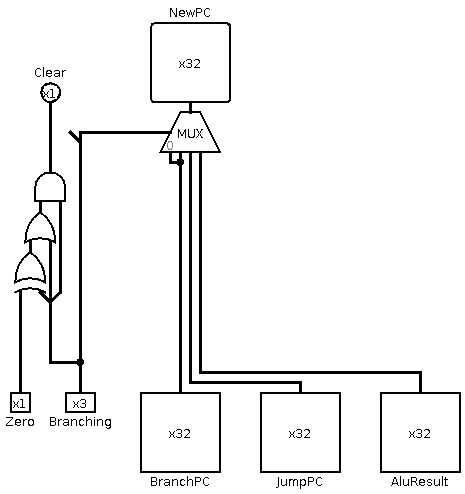 NewPC
x32
Clear
x1
MUX
0
x1
x3
x32
x32
x32
Zero
Branching
BranchPC
JumpPC
AluResult